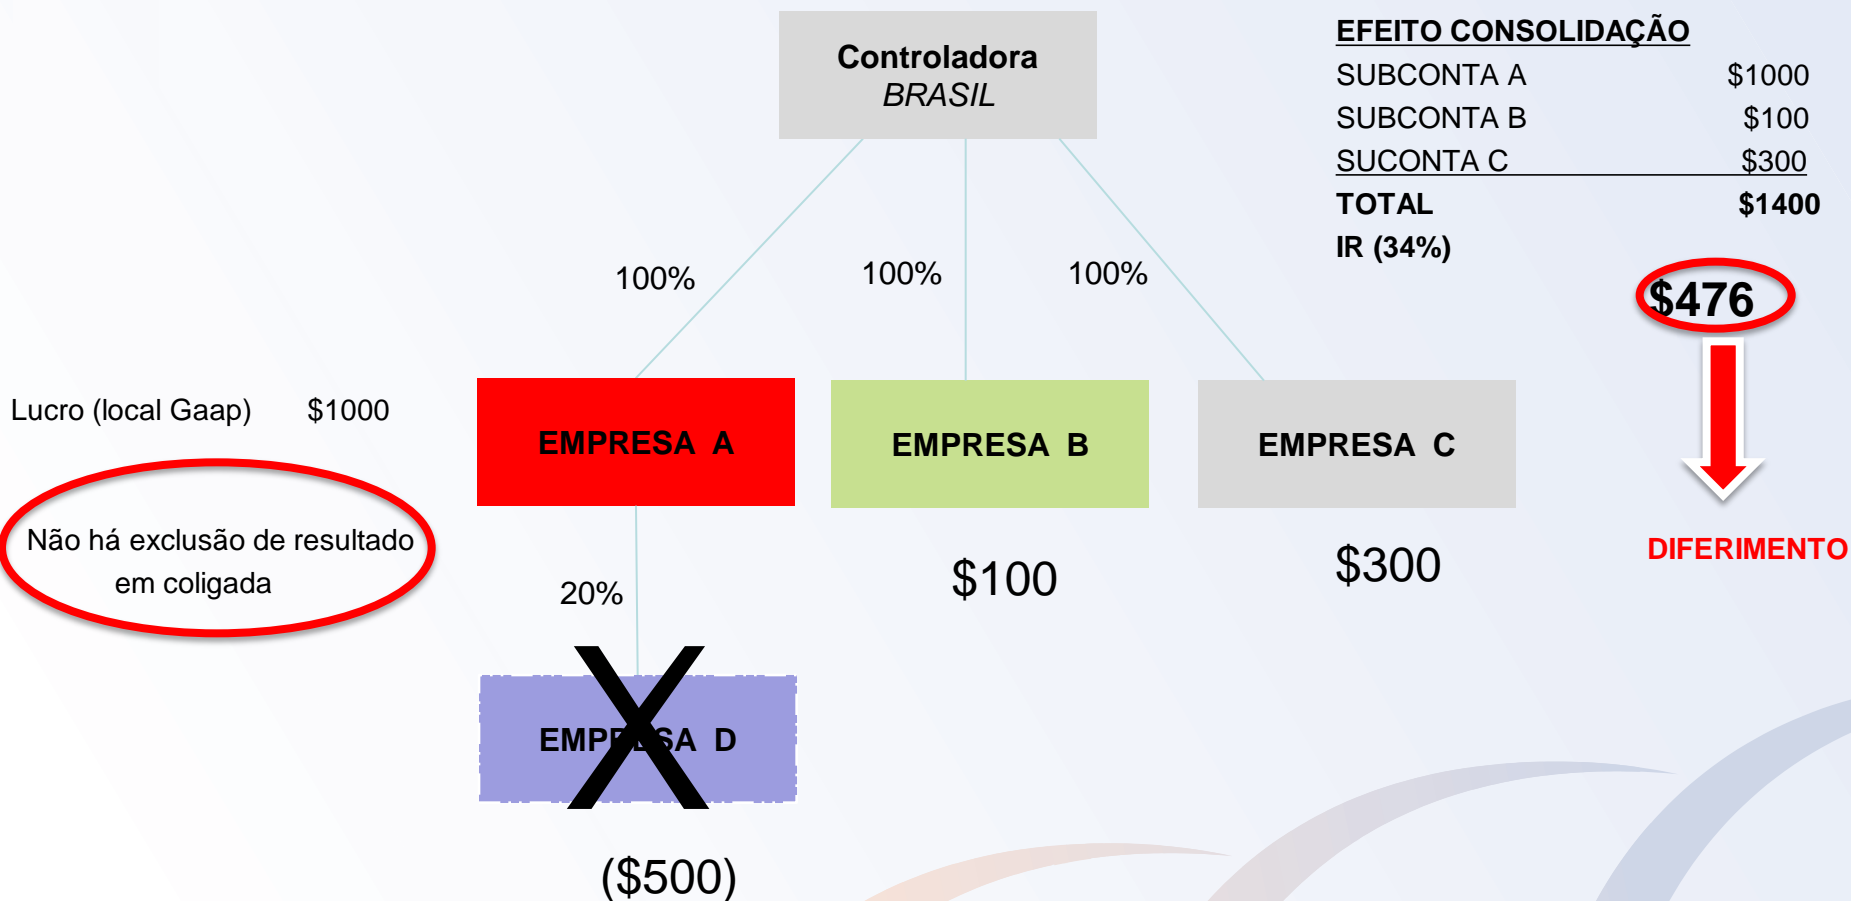 Controladora
BRASIL
EFEITO CONSOLIDAÇÃO
SUBCONTA A $1000
SUBCONTA B $100
SUCONTA C $300
TOTAL $1400
IR (34%)
$476
DIFERIMENTO
100%
100%
100%
Lucro (local Gaap) $1000
Não há exclusão de resultado
em coligada
EMPRESA A
EMPRESA B
EMPRESA C
$100
$300
20%
EMPRESA D
X
($500)